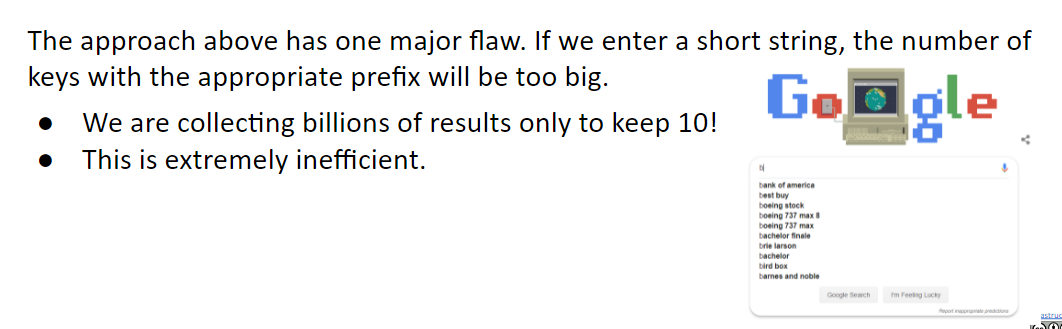 The approach above has one major flaw. If we enter a short string, the number of
keys with the appropriate prefix will be too big.
● We are collecting billions of results only to keep 10!
● This is extremely inefficient.
Google
b
bank of america
best buy
boeing stock
boeing 737 max 8
boeing 737 max
bachelor finale
brie larson
bachelor
bird box
barnes and noble
Google Search I'm Feeling Lucky
Report inappropriate predictions